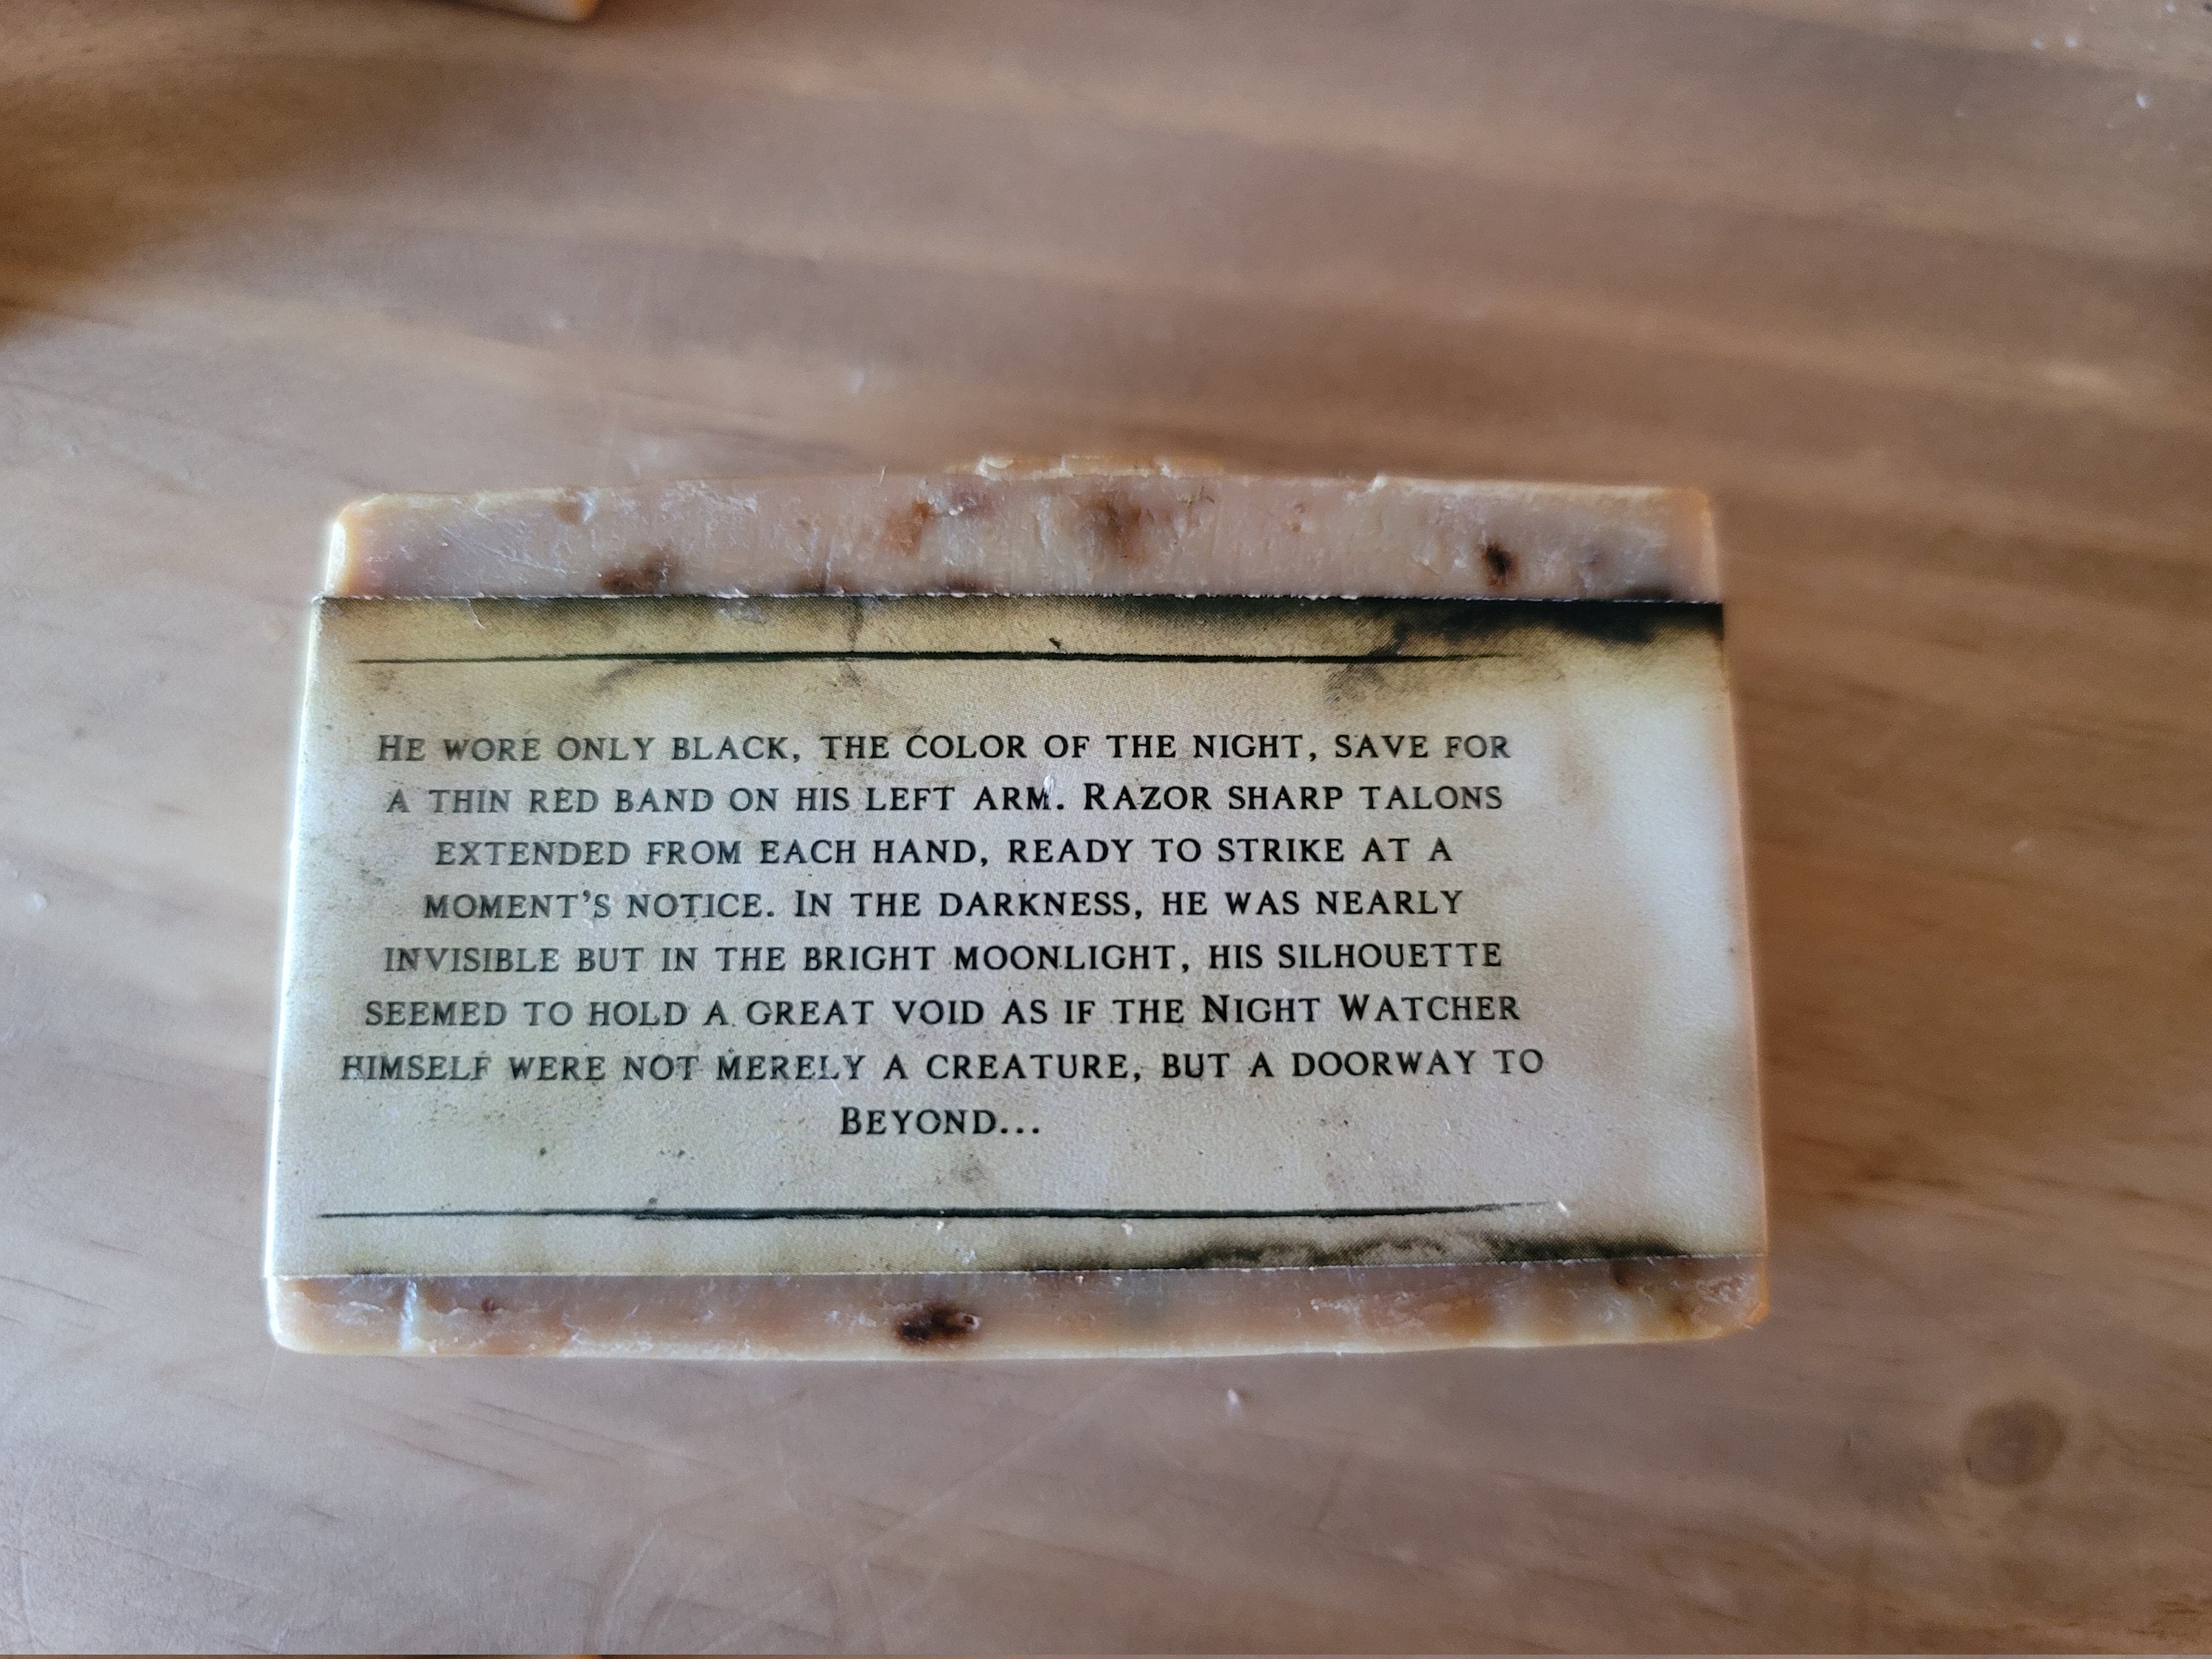 He wore only black, the color of the night, save for
a thin red band on his left arm. Razor sharp talons
extended from each hand, ready to strike at a
moment's notice. In the darkness, he was nearly
invisible but in the bright moonlight, his silhouette
seemed to hold a great void as if the Night Watcher
himself were not merely a creature, but a doorway to
Beyond...